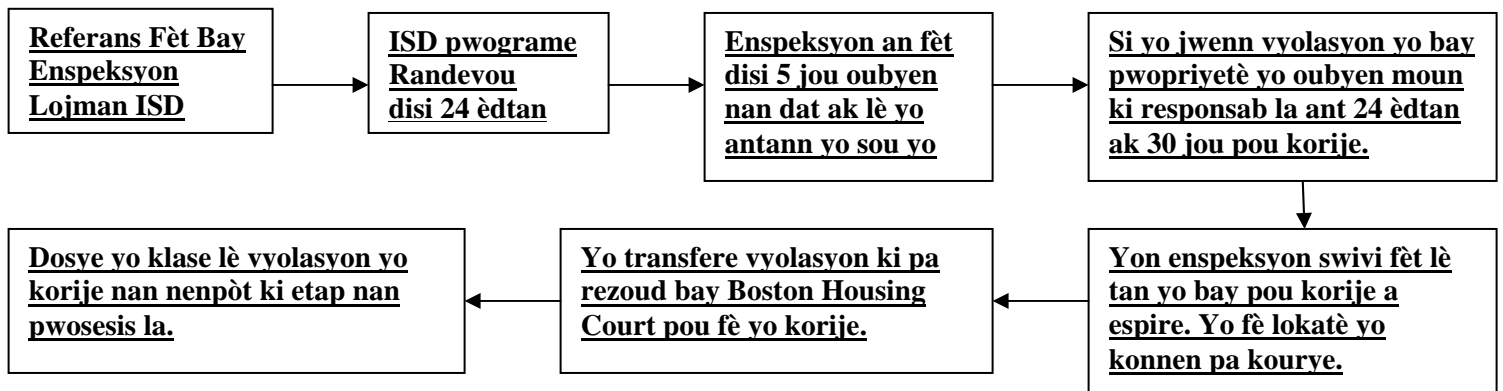 Referans Fèt Bay
Enspeksyon
Lojman ISD
ISD pwograme
Randevou
disi 24 èdtan
Enspeksyon an fèt
disi 5 jou oubyen
nan dat ak lè yo
antann yo sou yo
Si yo jwenn vyolasyon yo bay
pwopriyetè yo oubyen moun
ki responsab la ant 24 èdtan
ak 30 jou pou korije.
Yon enspeksyon swivi fèt lè
tan yo bay pou korije a
espire. Yo fè lokatè yo
konnen pa kourye.
Yo transfere vyolasyon ki pa
rezoud bay Boston Housing
Court pou fè yo korije.
Dosye yo klase lè vyolasyon yo
korije nan nenpòt ki etap nan
pwosesis la.